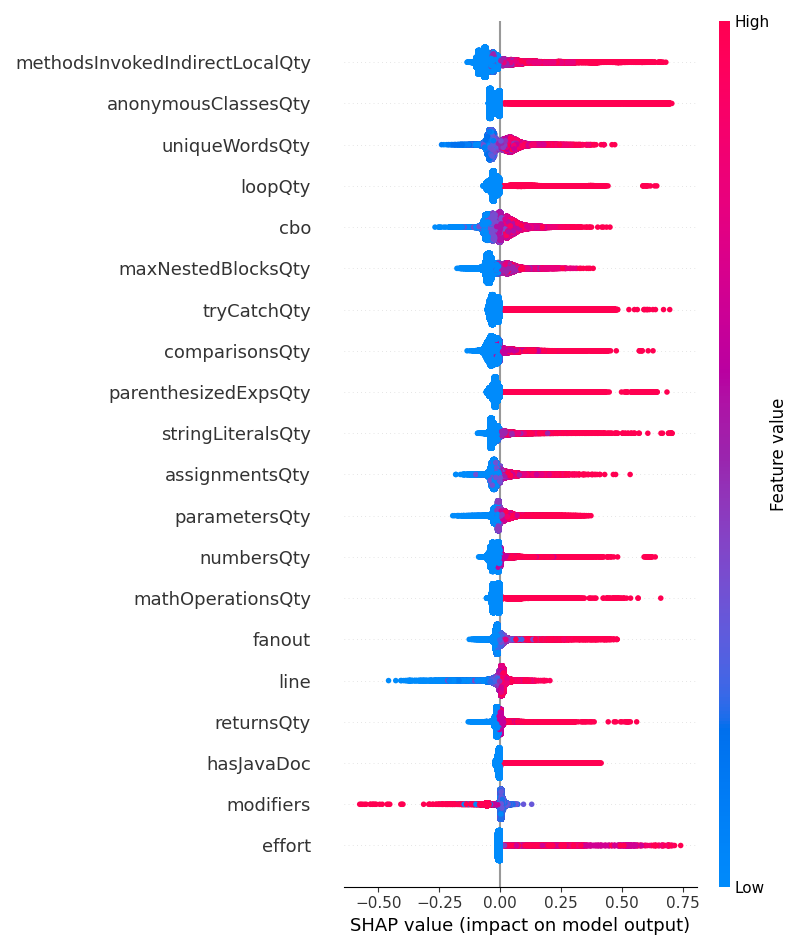 High
methodsInvokedIndirectLocalQty
anonymousClassesQty
uniqueWordsQty
loopQty
cbo
maxNestedBlocksQty
tryCatchQty
comparisonsQty
parenthesizedExpsQty
stringLiteralsQty
assignmentsQty
parametersQty
numbersQty
mathOperationsQty
fanout
line
returnsQty
hasJavaDoc
modifiers
effort
Feature value
Low
−0.50 −0.25 0.00 0.25 0.50 0.75
SHAP value (impact on model output)